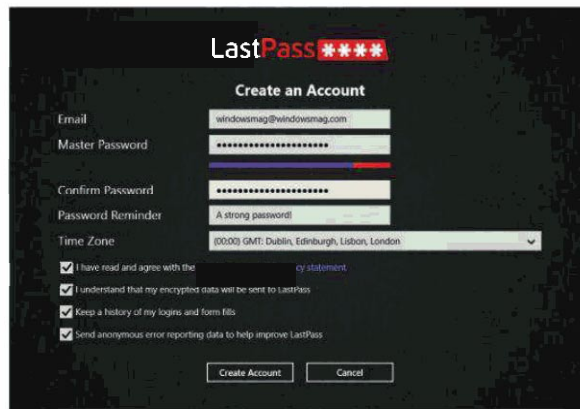 LastPass ****
Create an Account
Email windowsmag@windowsmag.com
Master Password •••••••••••••••••••••
Confirm Password •••••••••••••••••••••
Password Reminder A strong password!
Time Zone (00:00) GMT: Dublin, Edinburgh, Lisbon, London
I have read and agree with the statement
I understand that my encrypted data will be sent to LastPass
Keep a history of my logins and form fills
Send anonymous error reporting data to help improve LastPass
Create Account Cancel